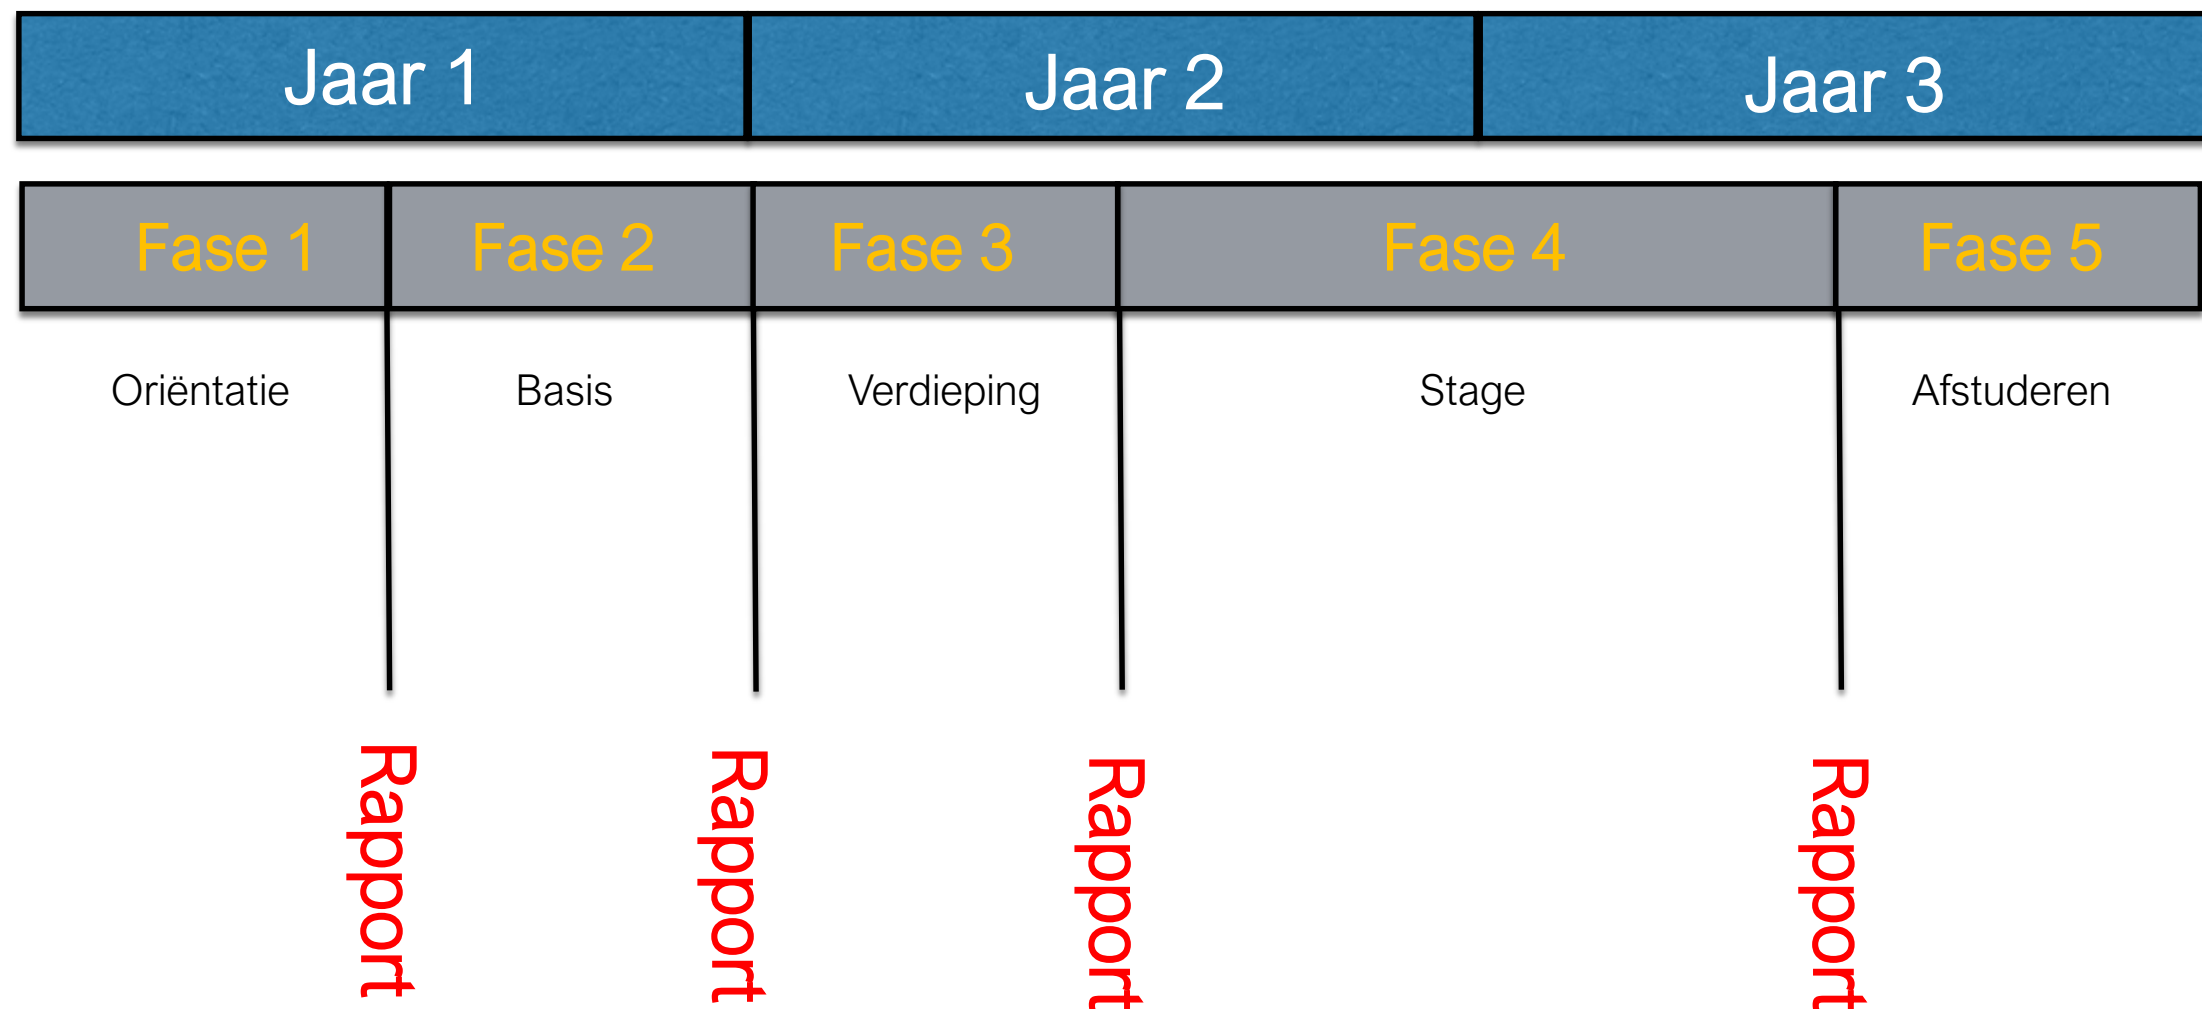 Jaar 1 Jaar 2 Jaar 3
Fase 1 Fase 2 Fase 3 Fase 4 Fase 5
Oriëntatie Basis Verdieping Stage Afstuderen
Rapport
Rapport
Rapport
Rapport